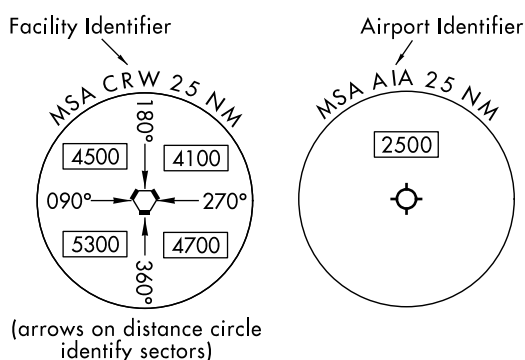 Facility Identifier
Airport Identifier
MSA CRW 25 NM
180°
4500
4100
090°
270°
5300
4700
360°
(arrows on distance circle
identify sectors)
MSA AIA 25 NM
2500